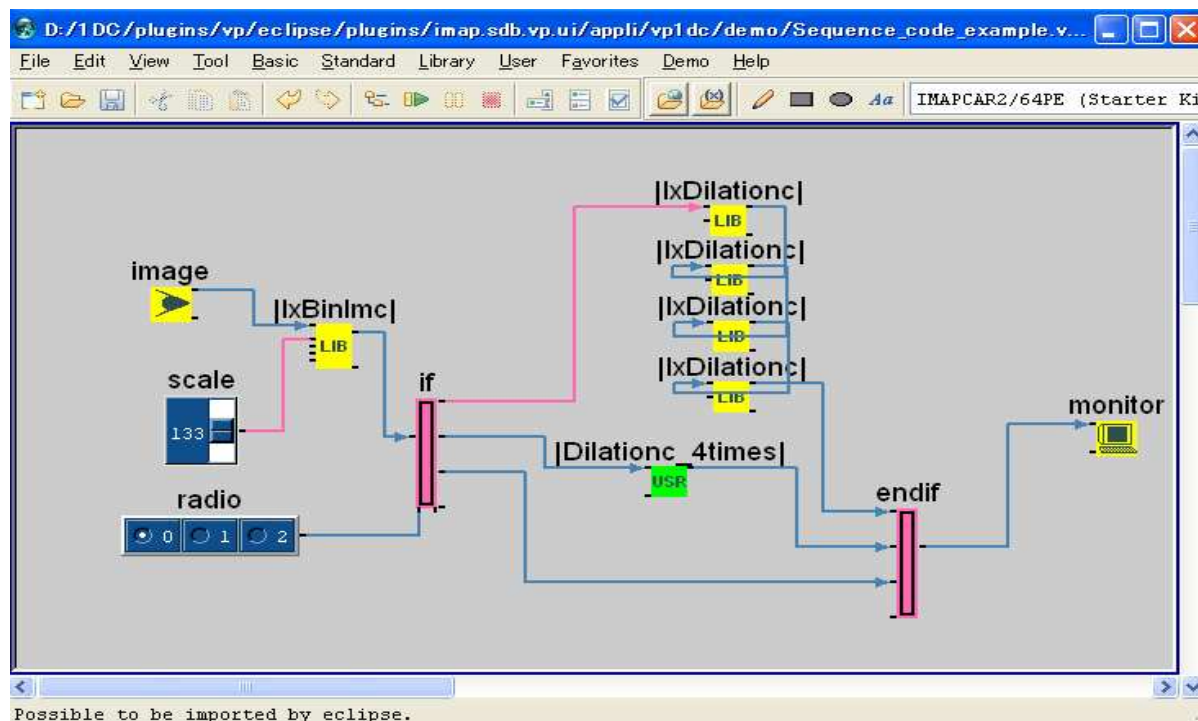 D:/1DC/plugins/vp/eclipse/plugins/imap.sdb.vp.ui/appli/vp1dc/demo/Sequence_code_example.v...
File Edit View Tool Basic Standard Library User Favorites Demo Help
Aa IMAPCAR2/64PE (Starter Ki
|IxDilationc|
LIB
|IxDilationc|
LIB
image
|IxBinImc|
LIB
|IxDilationc|
LIB
scale
133
if
|IxDilationc|
LIB
monitor
|Dilationc_4times|
USR
radio
0 1 2
endif
Possible to be imported by eclipse.